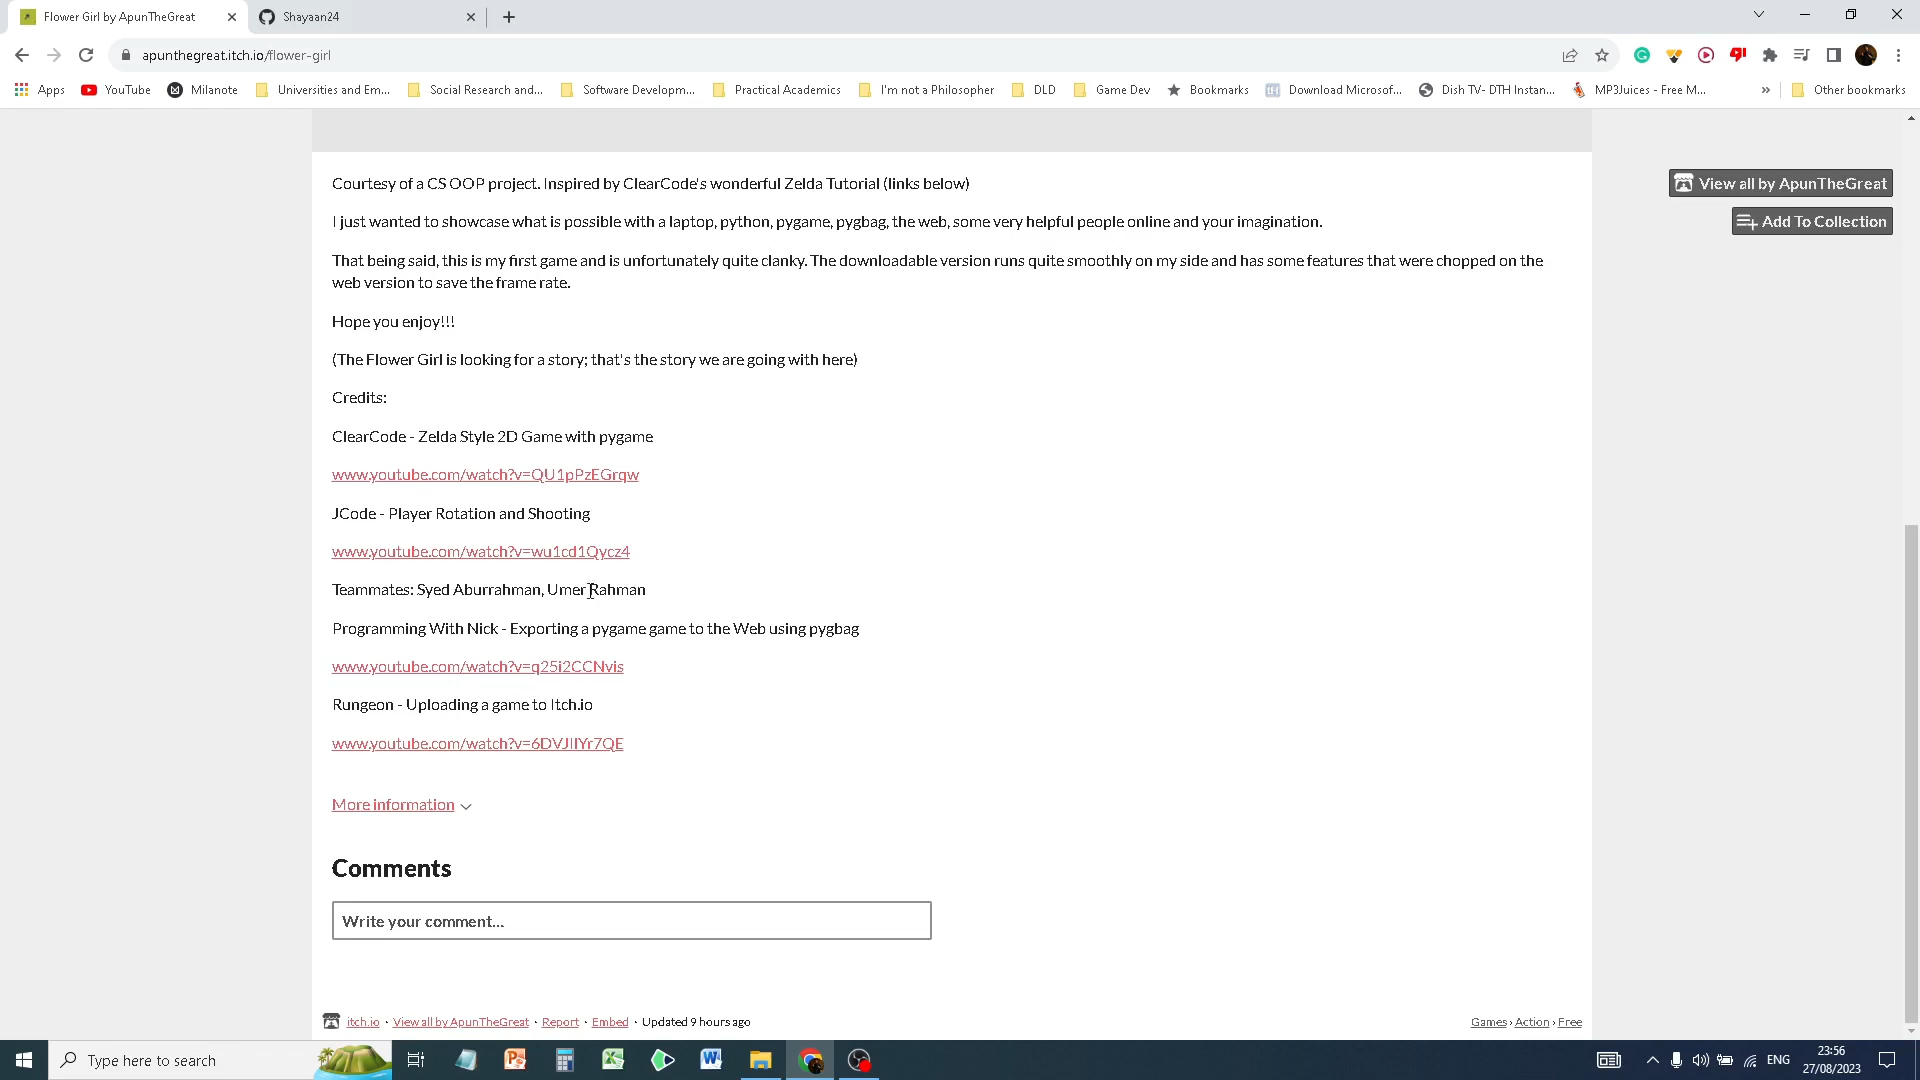 Flower Girl by ApunTheGreat
Shayaan24
apunthegreat.itch.io/flower-girl
Apps YouTube Milanote Universities and Em... Social Research and... Software Developm... Practical Academics I'm not a Philosopher DLD Game Dev Bookmarks Download Microsof... Dish TV- DTH Instan... MP3Juices - Free M... » Other bookmarks
View all by ApunTheGreat
Add To Collection
Courtesy of a CS OOP project. Inspired by ClearCode's wonderful Zelda Tutorial (links below)
I just wanted to showcase what is possible with a laptop, python, pygame, pygbag, the web, some very helpful people online and your imagination.
That being said, this is my first game and is unfortunately quite clanky. The downloadable version runs quite smoothly on my side and has some features that were chopped on the
web version to save the frame rate.
Hope you enjoy!!!
(The Flower Girl is looking for a story; that's the story we are going with here)
Credits:
ClearCode - Zelda Style 2D Game with pygame
www.youtube.com/watch?v=QU1pPzEGrqw
JCode - Player Rotation and Shooting
www.youtube.com/watch?v=wu1cd1Qycz4
Teammates: Syed Aburrahman, Umer Rahman
Programming With Nick - Exporting a pygame game to the Web using pygbag
www.youtube.com/watch?v=q25i2CCNvis
Rungeon - Uploading a game to Itch.io
www.youtube.com/watch?v=6DVJIIYr7QE
More information
Comments
Write your comment...
itch.io · View all by ApunTheGreat · Report · Embed · Updated 9 hours ago
Games › Action › Free
Type here to search
ENG
23:56
27/08/2023